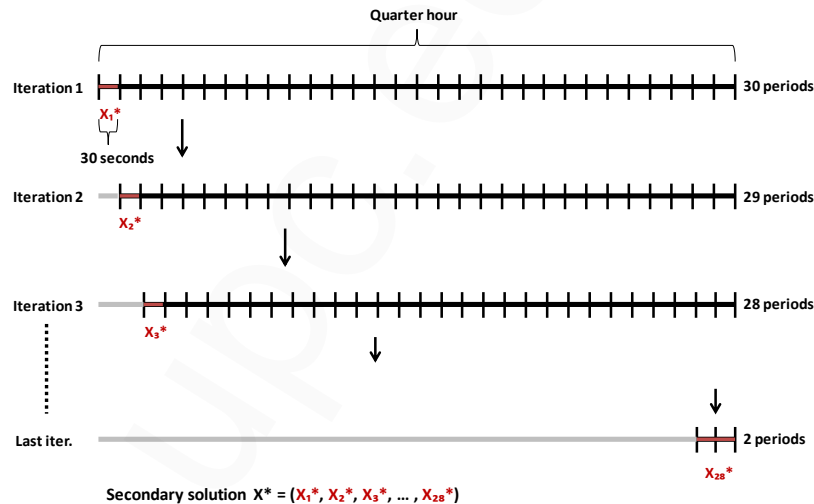 Quarter hour
Iteration 1
30 periods
X₁*
30 seconds
Iteration 2
29 periods
X₂*
Iteration 3
28 periods
X₃*
Last iter.
2 periods
X₂₈*
Secondary solution X* = (X₁*, X₂*, X₃*, ... , X₂₈*)